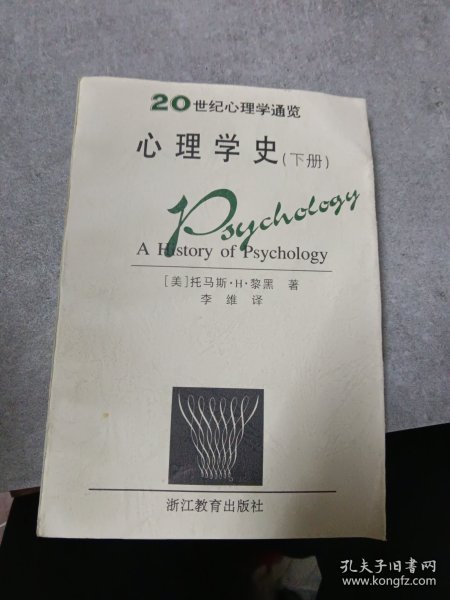 20世纪心理学通览
心理学史(下册)
Psychology
A History of Psychology
[美]托马斯·H·黎黑 著
李维 译
浙江教育出版社
孔夫子旧书网
www.kongfz.com